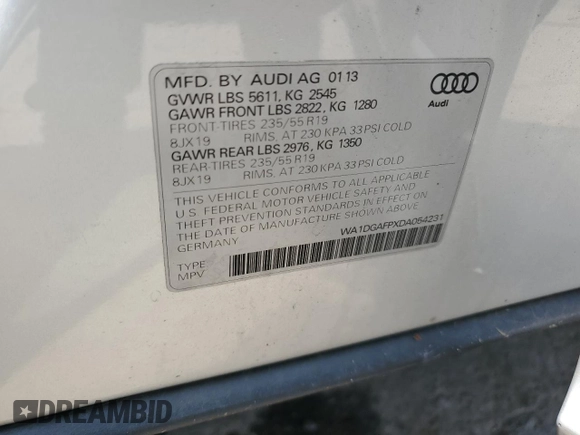 MFD. BY AUDI AG 01 13
GVWR LBS 5611, KG 2545
GAWR FRONT LBS 2822, KG 1280
FRONT-TIRES 235/55 R19
8JX19 RIMS, AT 230 KPA 33 PSI COLD
GAWR REAR LBS 2976, KG 1350
REAR-TIRES 235/55 R19
8JX19 RIMS, AT 230 KPA 33 PSI COLD
THIS VEHICLE CONFORMS TO ALL APPLICABLE
U.S. FEDERAL MOTOR VEHICLE SAFETY AND
THEFT PREVENTION STANDARDS IN EFFECT ON
THE DATE OF MANUFACTURE SHOWN ABOVE.
GERMANY
Audi
WA1DGAFPXDA054231
TYPE
MPV
DREAMBID